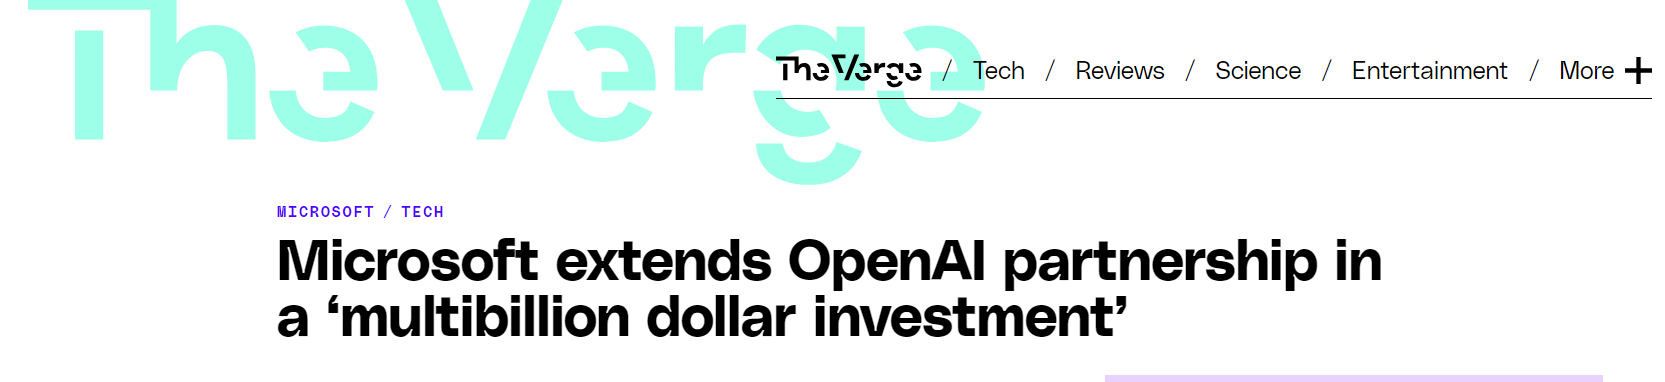 The Verge
The Verge / Tech / Reviews / Science / Entertainment / More
MICROSOFT / TECH
Microsoft extends OpenAI partnership in
a ‘multibillion dollar investment’